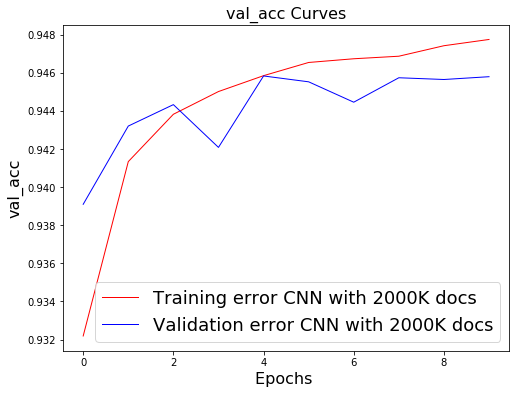 val_acc Curves
0.948
0.946
0.944
0.942
0.940
0.938
0.936
0.934
0.932
val_acc
Training error CNN with 2000K docs
Validation error CNN with 2000K docs
0 2 4 6 8
Epochs